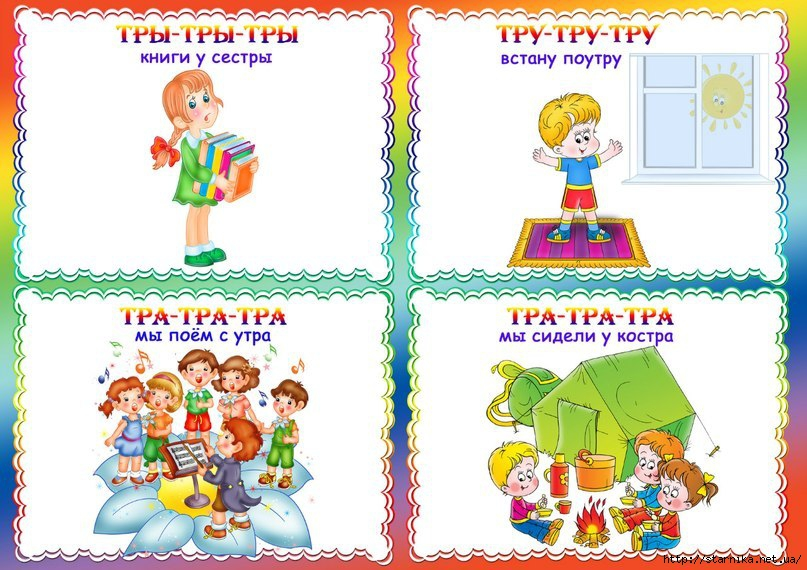 ТРЫ-ТРЫ-ТРЫ
книги у сестры
ТРУ-ТРУ-ТРУ
встану поутру
ТРА-ТРА-ТРА
мы поём с утра
ТРА-ТРА-ТРА
мы сидели у костра
http://starnika.net.ua/